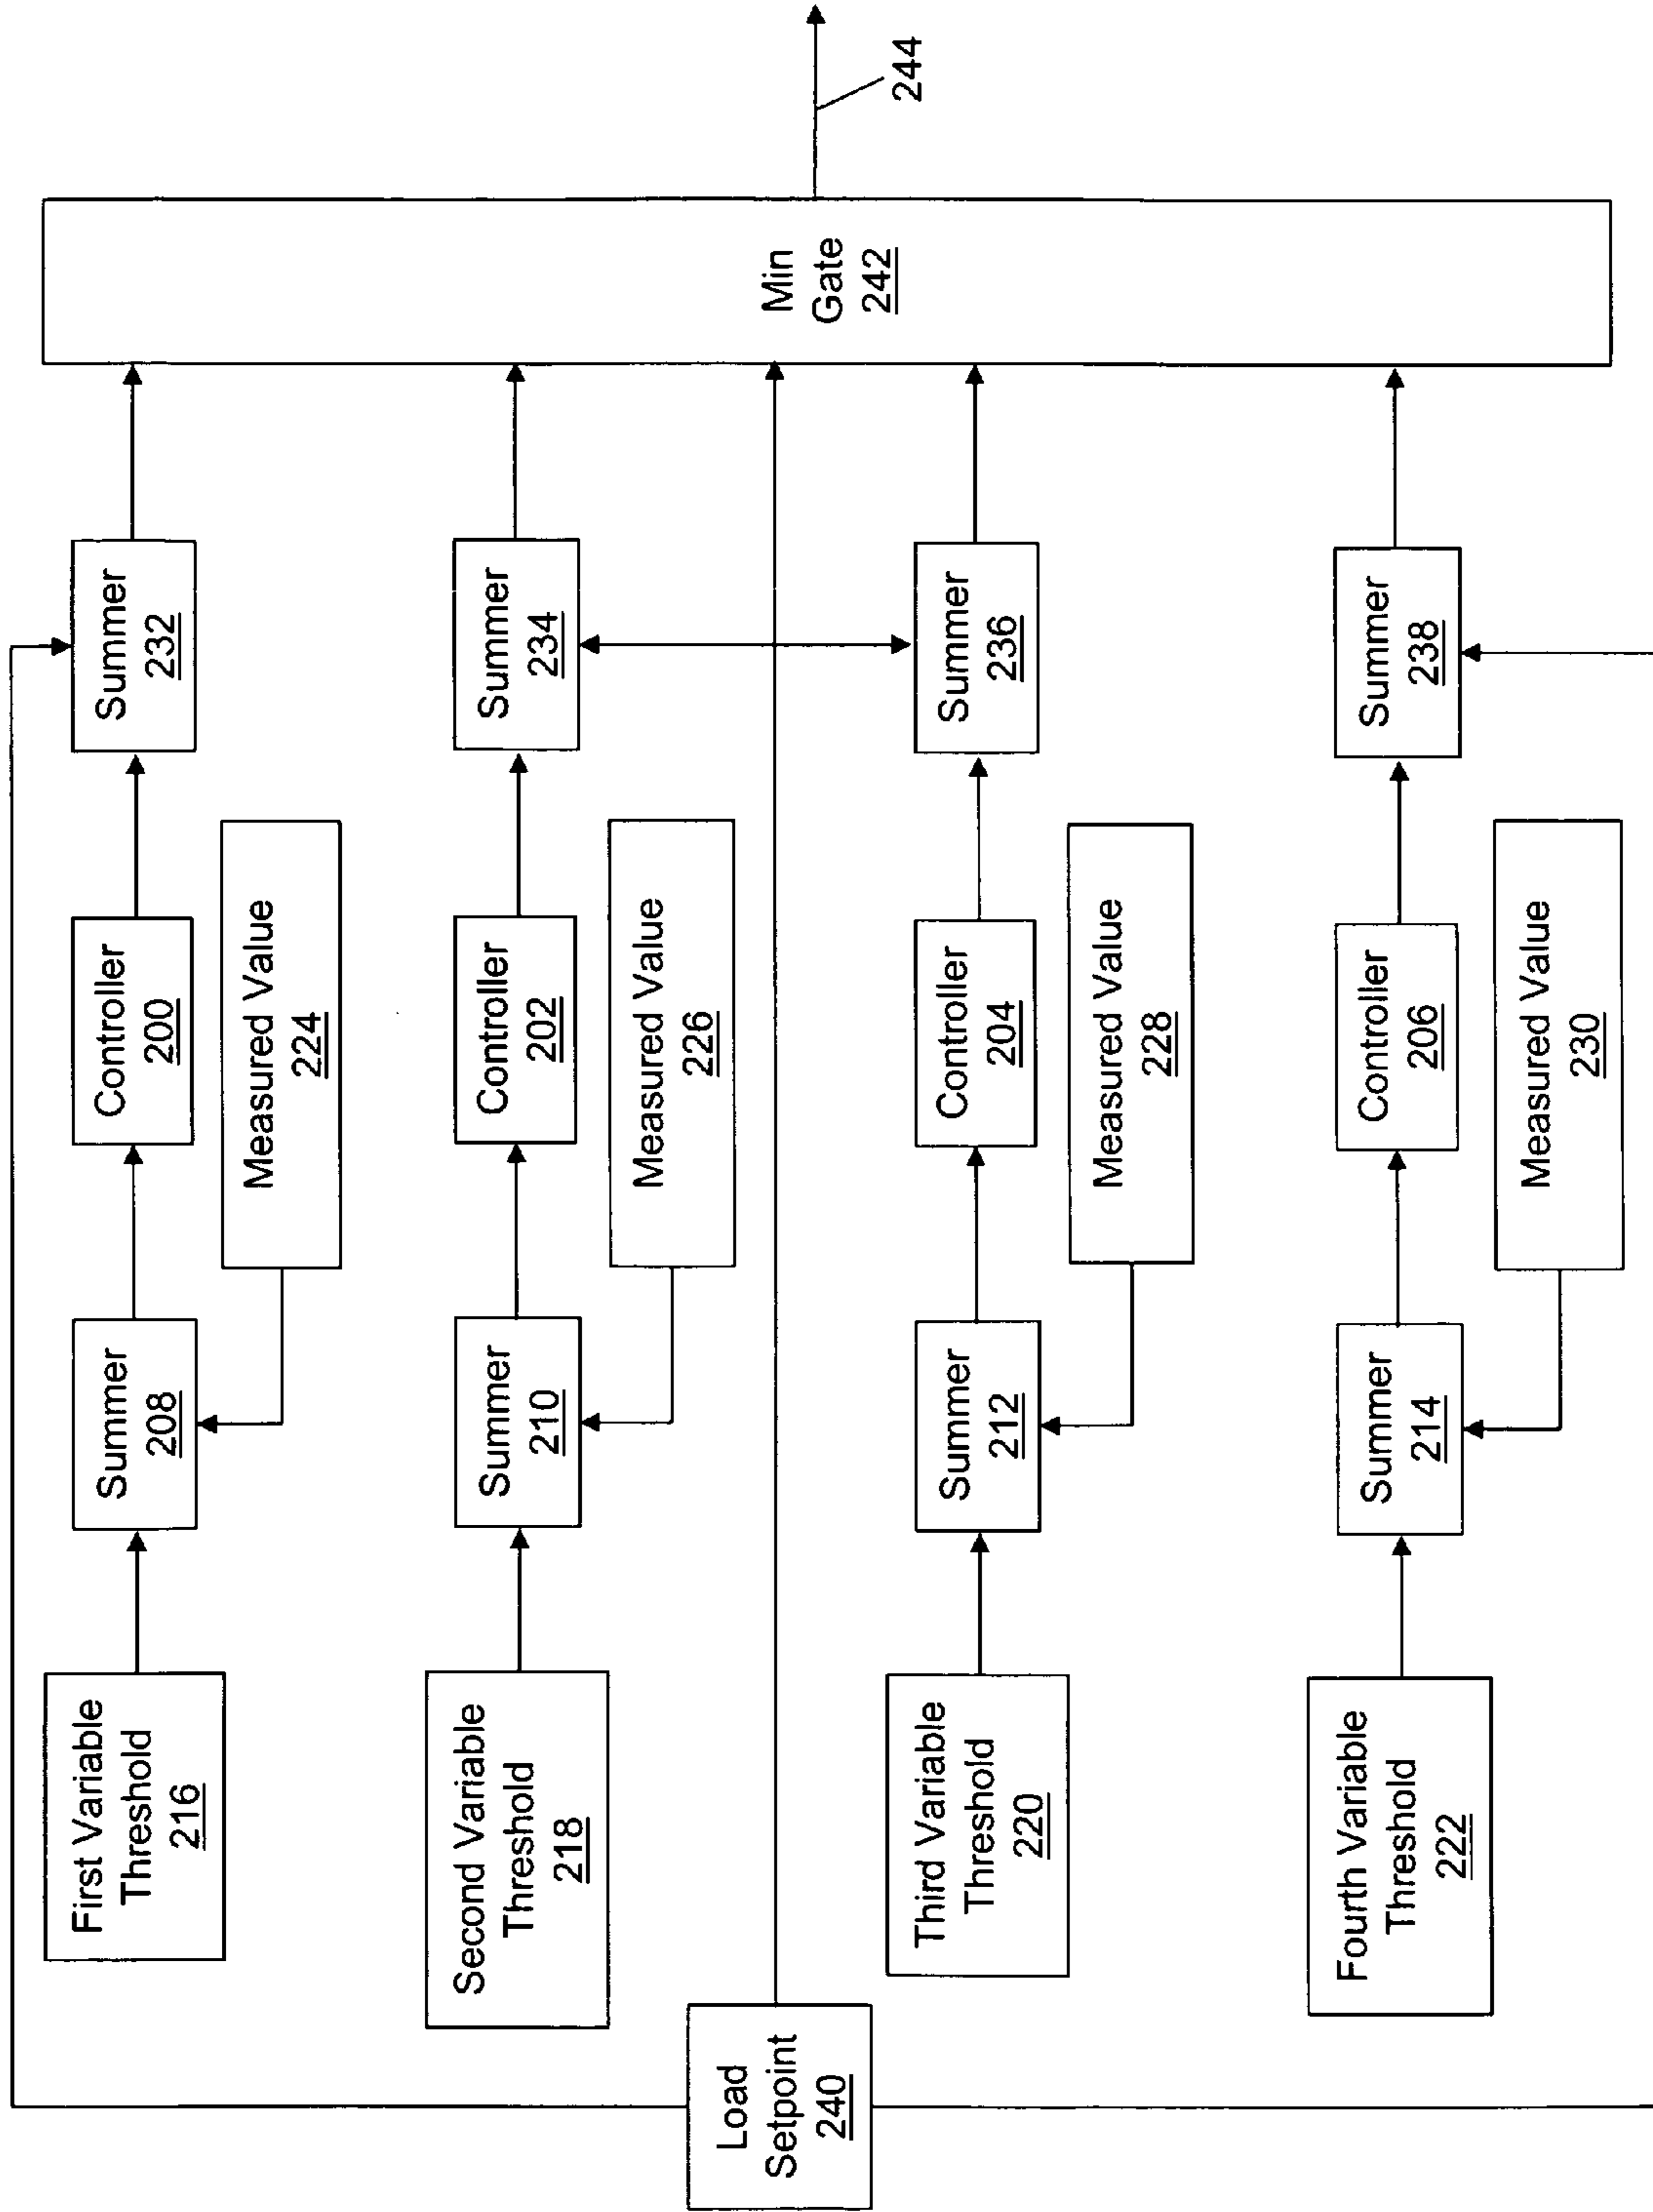 First Variable
Threshold
216
Summer
208
Controller
200
Summer
232
Measured Value
224
Second Variable
Threshold
218
Summer
210
Controller
202
Summer
234
Measured Value
226
Load
Setpoint
240
Min
Gate
242
244
Third Variable
Threshold
220
Summer
212
Controller
204
Summer
236
Measured Value
228
Fourth Variable
Threshold
222
Summer
214
Controller
206
Summer
238
Measured Value
230